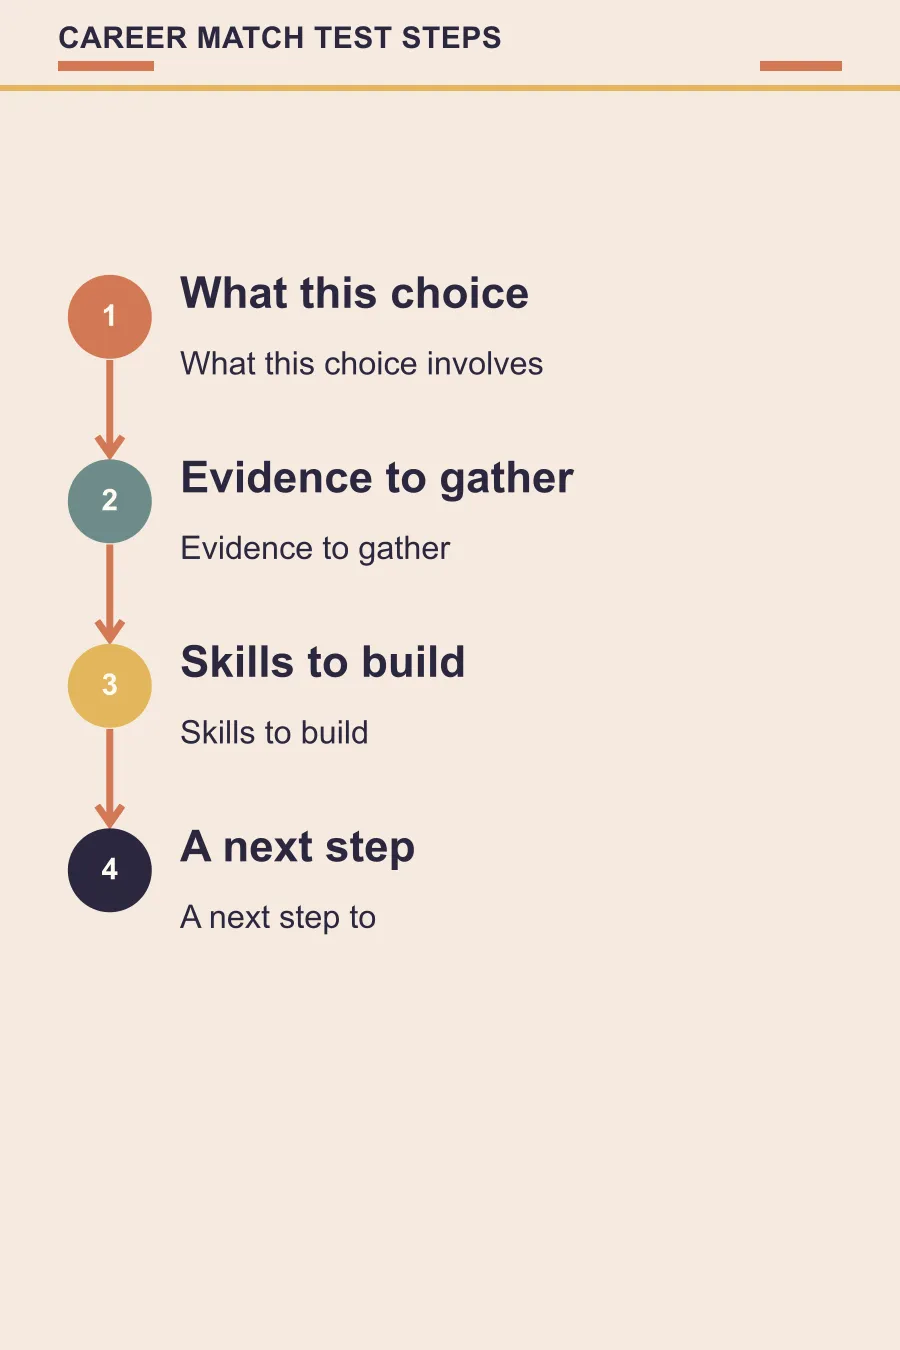 CAREER MATCH TEST STEPS
1
What this choice
What this choice involves
2
Evidence to gather
Evidence to gather
3
Skills to build
Skills to build
4
A next step
A next step to